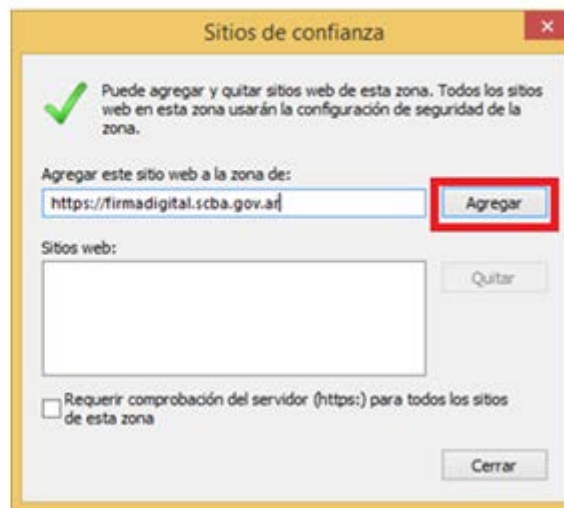 Sitios de confianza
Puede agregar y quitar sitios web de esta zona. Todos los sitios
web en esta zona usarán la configuración de seguridad de la
zona.
Agregar este sitio web a la zona de:
https://firmadigital.scba.gov.ar
Agregar
Sitios web:
Quitar
Requerir comprobación del servidor (https:) para todos los sitios
de esta zona
Cerrar